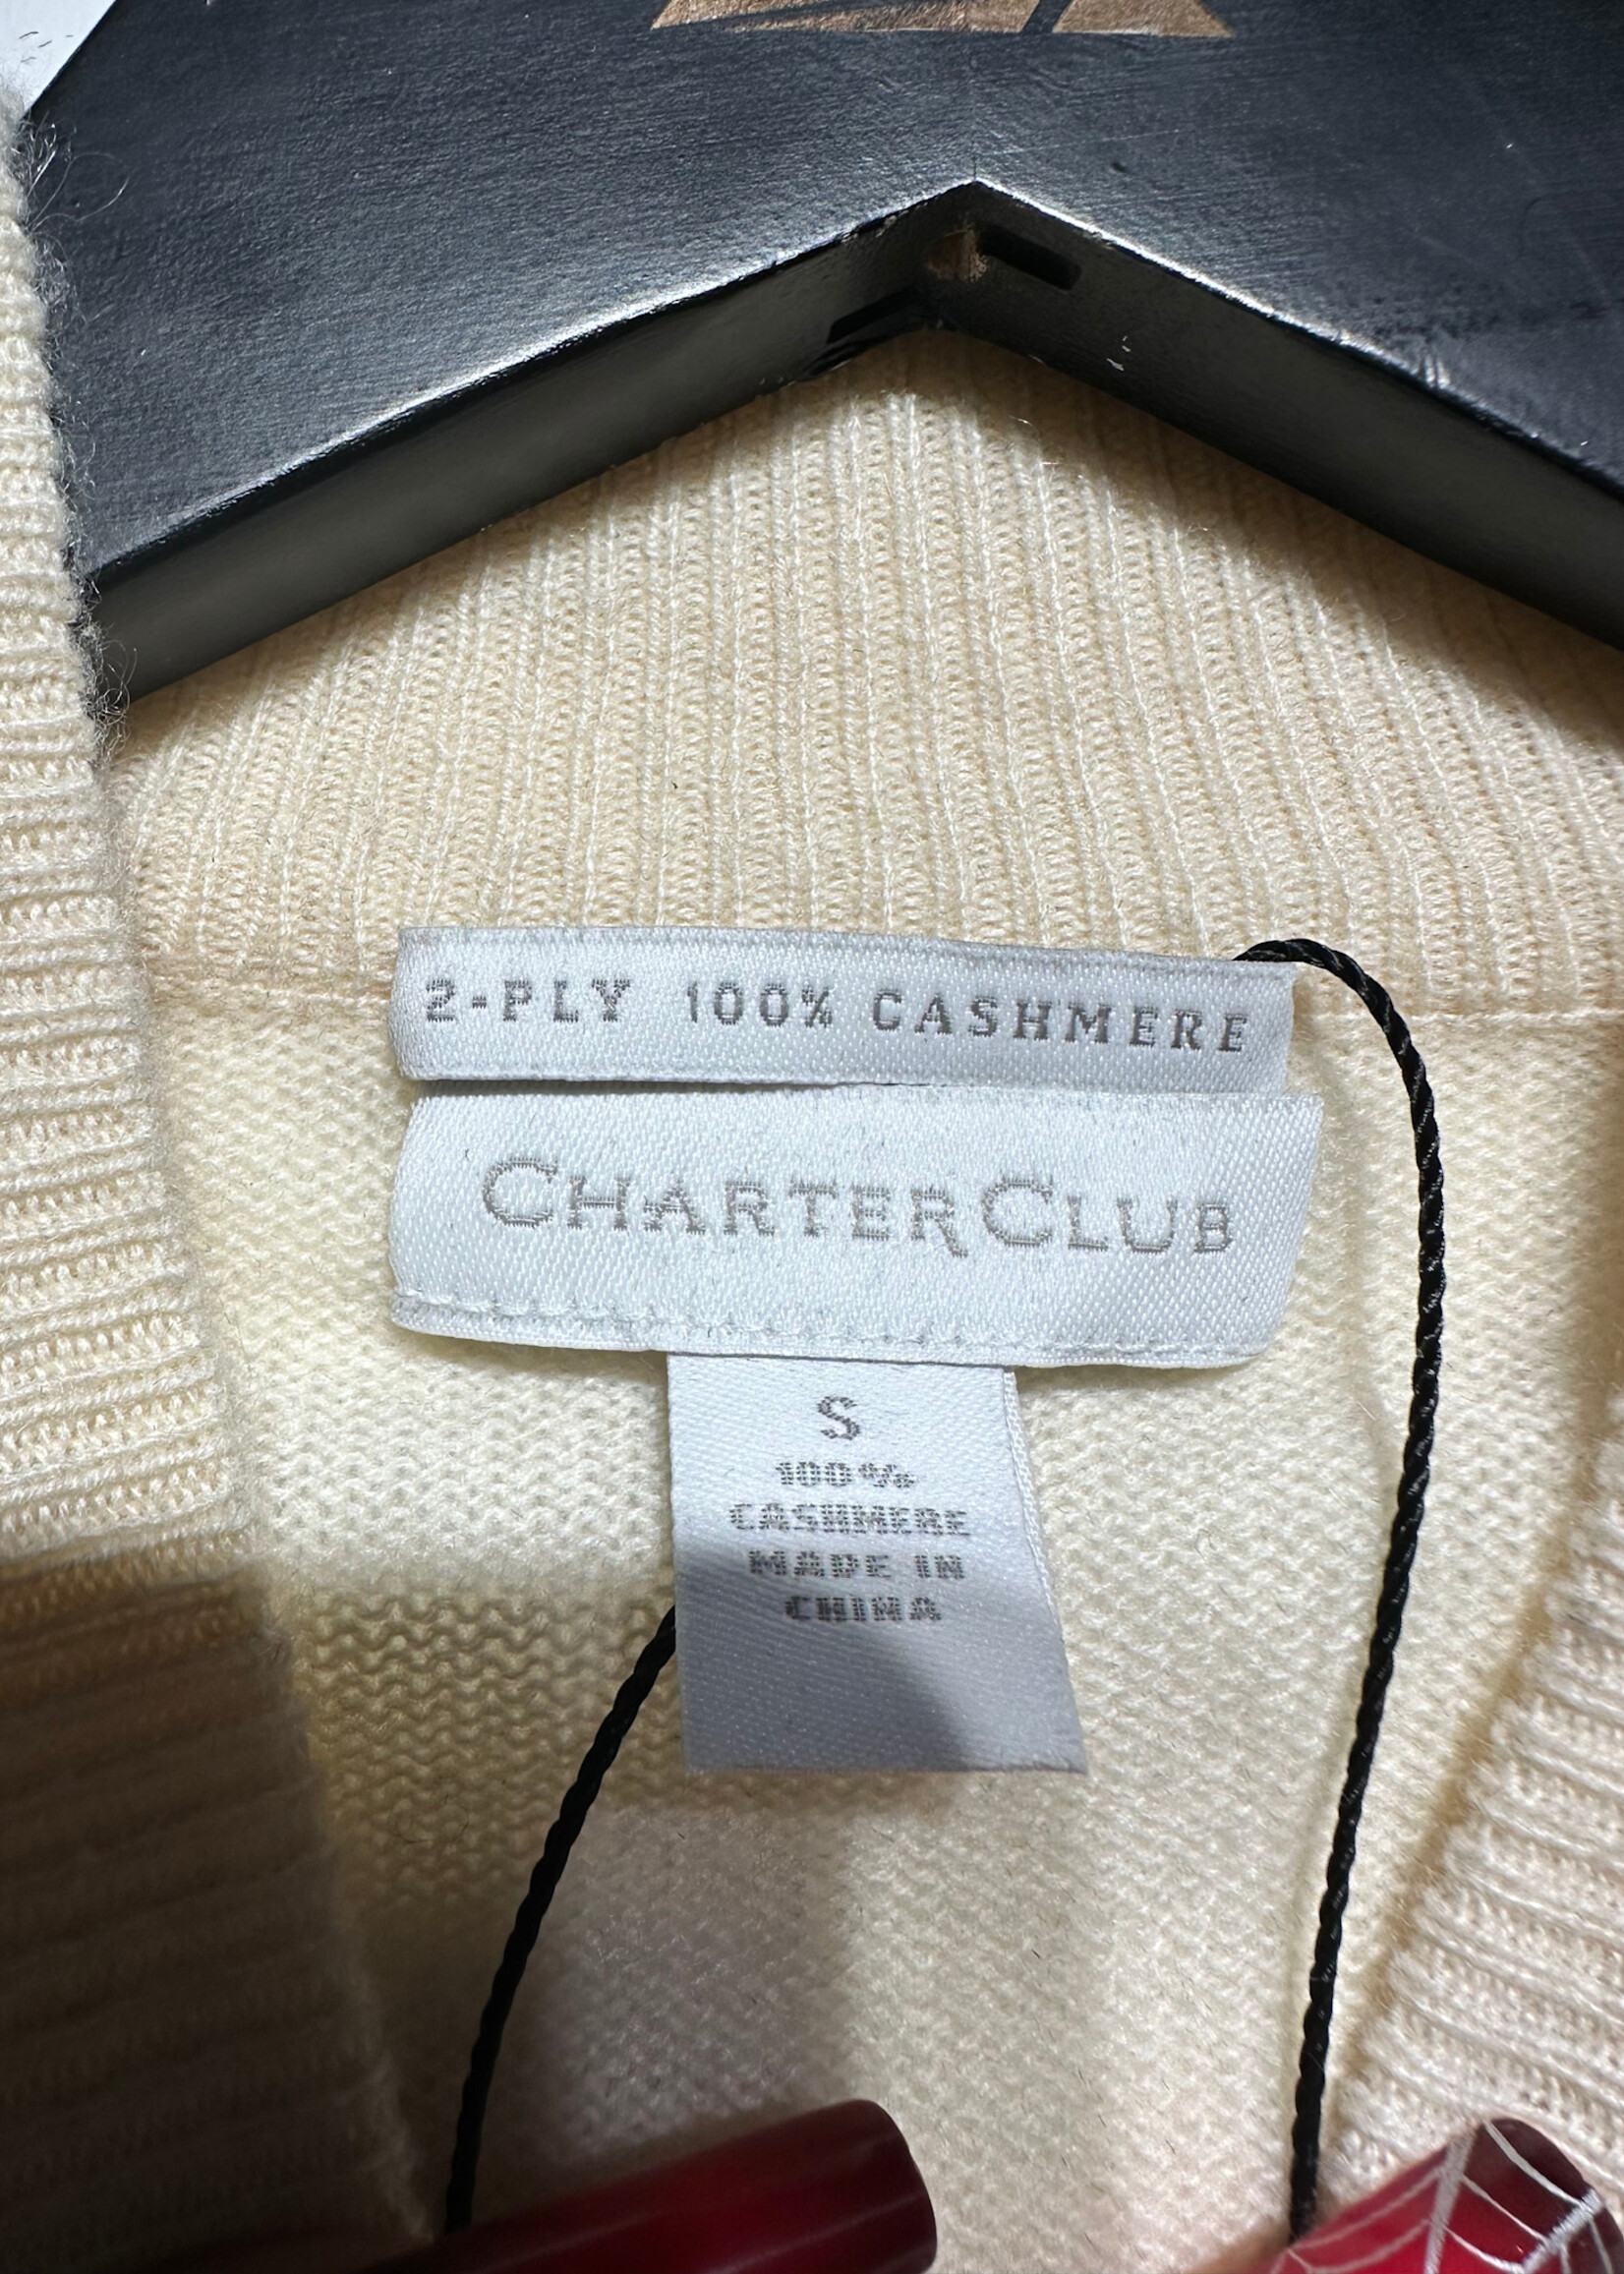 2-PLY 100% CASHMERE
CHARTERCLUB
S
100%
CASHMERE
MADE IN
CHINA